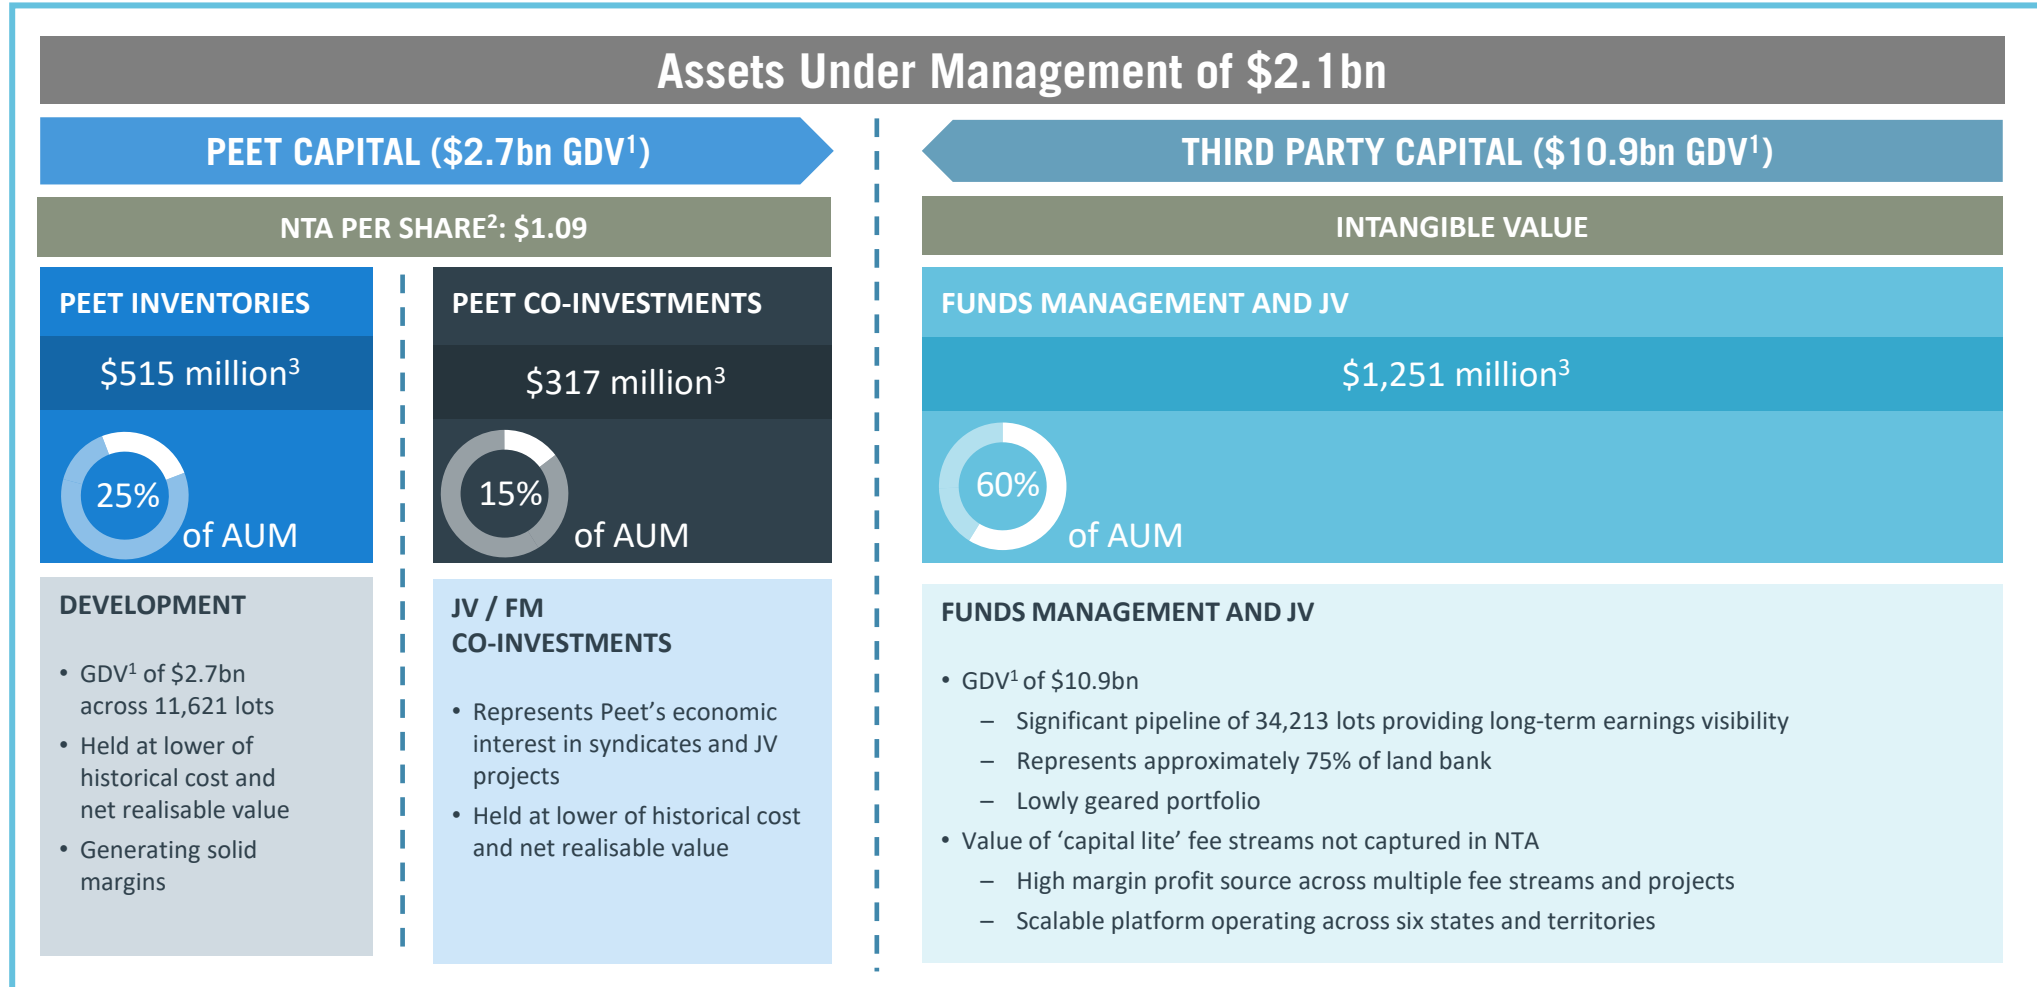 Assets Under Management of $2.1bn
PEET CAPITAL ($2.7bn GDV¹)
NTA PER SHARE²: $1.09
PEET INVENTORIES
$515 million³
25%
of AUM
DEVELOPMENT
• GDV¹ of $2.7bn
across 11,621 lots
• Held at lower of
historical cost and
net realisable value
• Generating solid
margins
PEET CO-INVESTMENTS
$317 million³
15%
of AUM
JV / FM
CO-INVESTMENTS
• Represents Peet’s economic
interest in syndicates and JV
projects
• Held at lower of historical cost
and net realisable value
THIRD PARTY CAPITAL ($10.9bn GDV¹)
INTANGIBLE VALUE
FUNDS MANAGEMENT AND JV
$1,251 million³
60%
of AUM
FUNDS MANAGEMENT AND JV
• GDV¹ of $10.9bn
– Significant pipeline of 34,213 lots providing long-term earnings visibility
– Represents approximately 75% of land bank
– Lowly geared portfolio
• Value of ‘capital lite’ fee streams not captured in NTA
– High margin profit source across multiple fee streams and projects
– Scalable platform operating across six states and territories